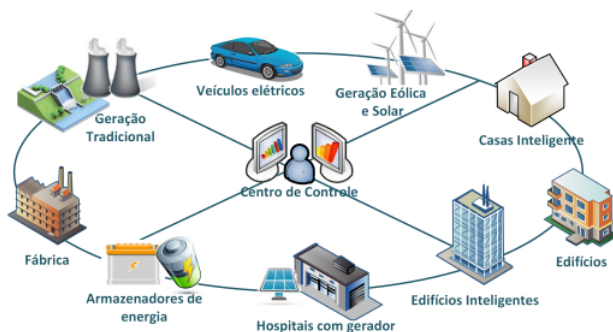 Veículos elétricos
Geração Eólica
e Solar
Geração
Tradicional
Casas Inteligente
Centro de Controle
Fábrica
Armazenadores de
energia
Hospitais com gerador
Edifícios Inteligentes
Edifícios